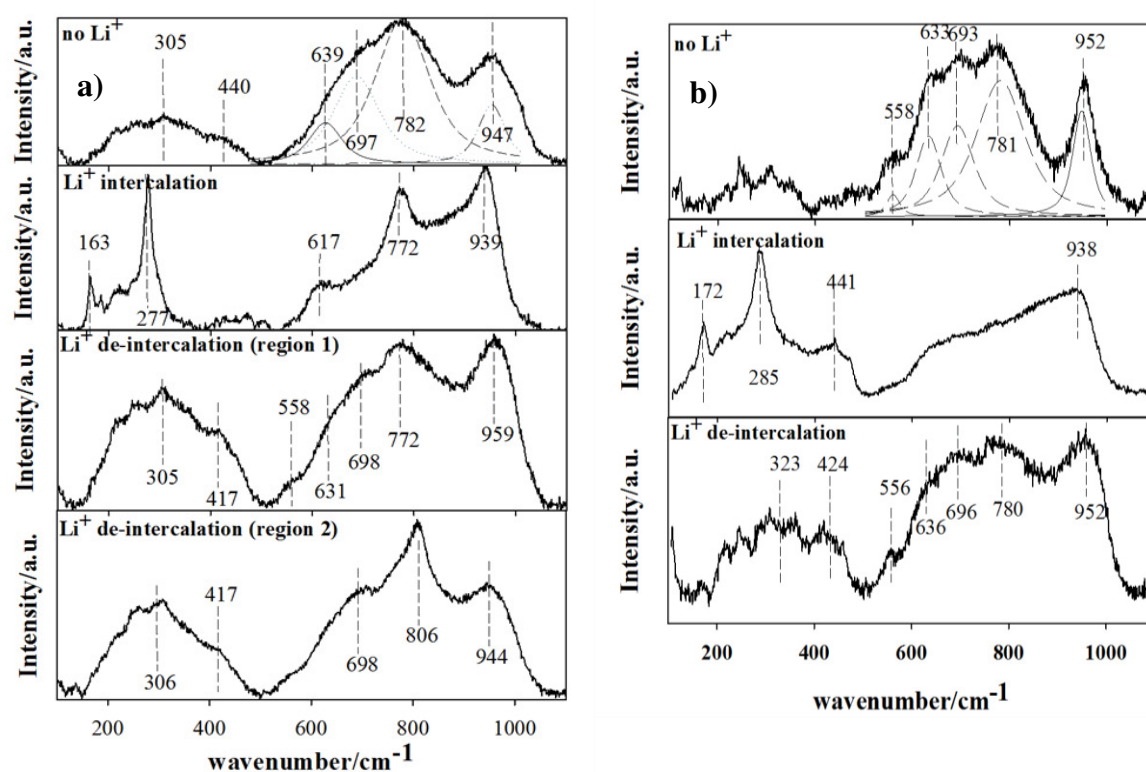 a)
Intensity/a.u.
no Li⁺
305
440
639
697
782
947
Intensity/a.u.
Li⁺ intercalation
163
277
617
772
939
Intensity/a.u.
Li⁺ de-intercalation (region 1)
305
417
558
631
698
772
959
Intensity/a.u.
Li⁺ de-intercalation (region 2)
306
417
698
806
944
200 400 600 800 1000
wavenumber/cm⁻¹
b)
Intensity/a.u.
no Li⁺
558
633
693
781
952
Intensity/a.u.
Li⁺ intercalation
172
285
441
938
Intensity/a.u.
Li⁺ de-intercalation
323
424
556
636
696
780
952
200 400 600 800 1000
wavenumber/cm⁻¹